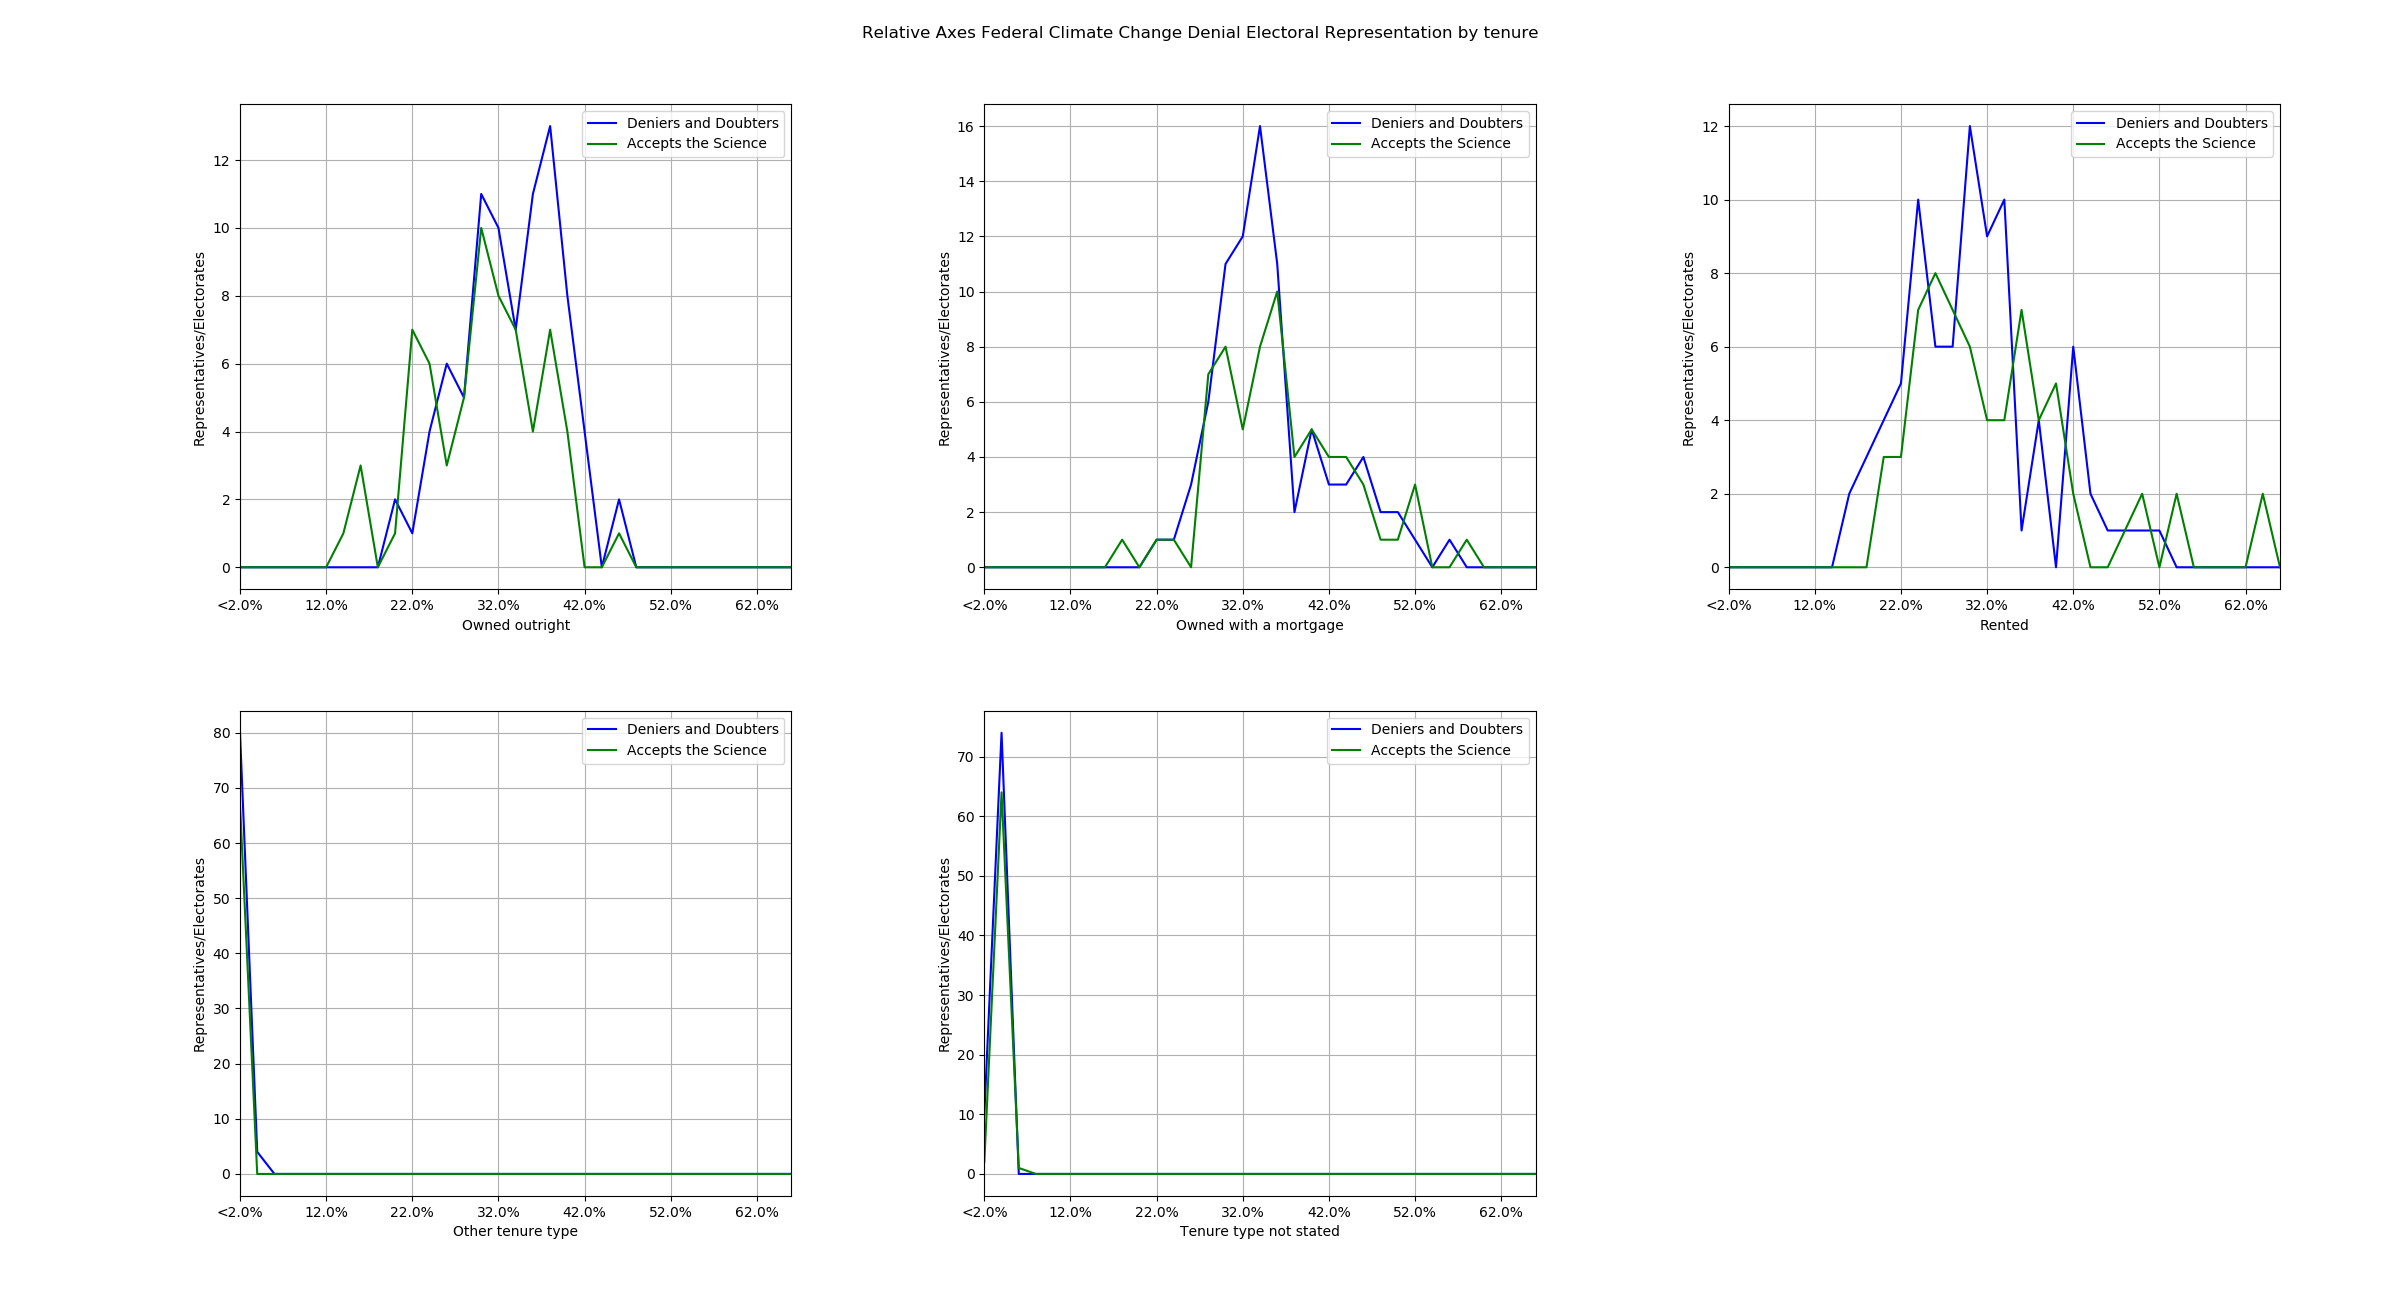 Relative Axes Federal Climate Change Denial Electoral Representation by tenure
Representatives/Electorates
12
10
8
6
4
2
0
Deniers and Doubters
Accepts the Science
<2.0% 12.0% 22.0% 32.0% 42.0% 52.0% 62.0%
Owned outright
Representatives/Electorates
16
14
12
10
8
6
4
2
0
Deniers and Doubters
Accepts the Science
<2.0% 12.0% 22.0% 32.0% 42.0% 52.0% 62.0%
Owned with a mortgage
Representatives/Electorates
12
10
8
6
4
2
0
Deniers and Doubters
Accepts the Science
<2.0% 12.0% 22.0% 32.0% 42.0% 52.0% 62.0%
Rented
Representatives/Electorates
80
70
60
50
40
30
20
10
0
Deniers and Doubters
Accepts the Science
<2.0% 12.0% 22.0% 32.0% 42.0% 52.0% 62.0%
Other tenure type
Representatives/Electorates
70
60
50
40
30
20
10
0
Deniers and Doubters
Accepts the Science
<2.0% 12.0% 22.0% 32.0% 42.0% 52.0% 62.0%
Tenure type not stated